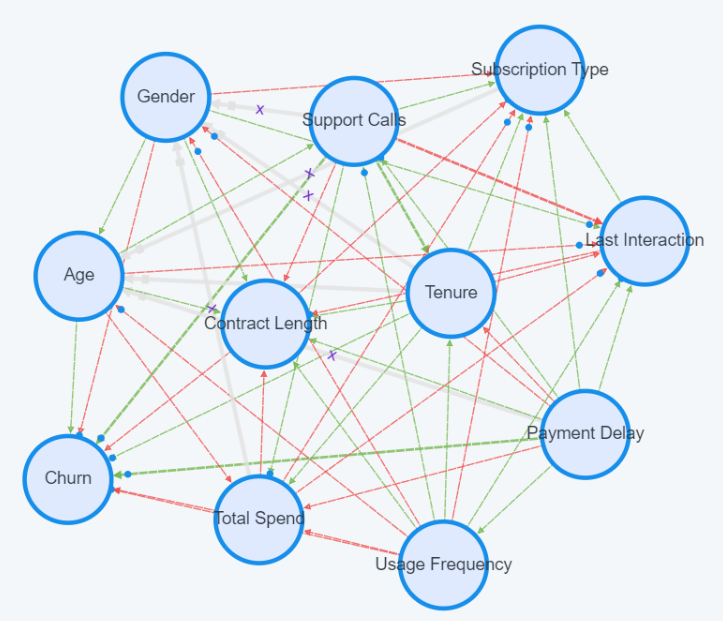 Subscription Type
Gender
x
Support Calls
x
x
Last Interaction
Age
Tenure
x
Contract Length
x
Payment Delay
Churn
Total Spend
Usage Frequency